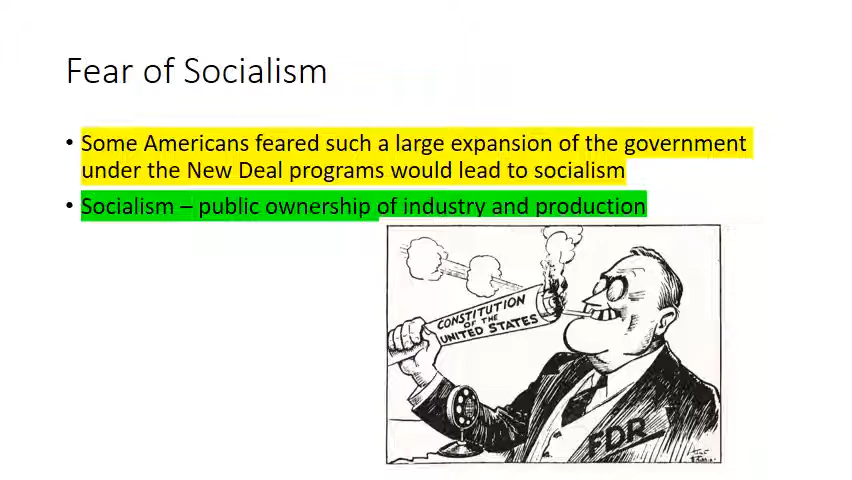 Fear of Socialism
• Some Americans feared such a large expansion of the government
under the New Deal programs would lead to socialism
• Socialism – public ownership of industry and production
CONSTITUTION
OF THE
UNITED STATES
FDR